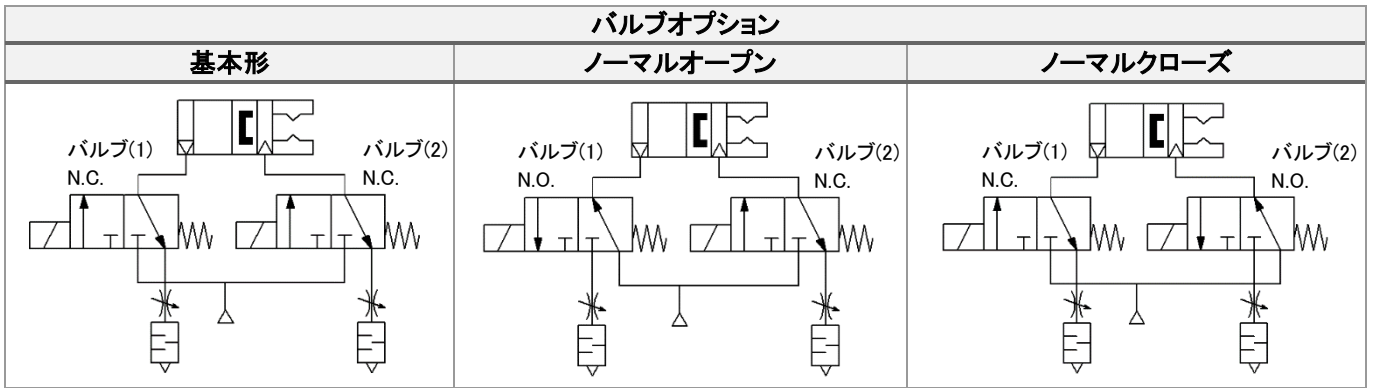 バルブオプション
基本形
ノーマルオープン
ノーマルクローズ
バルブ(1)
N.C.
バルブ(2)
N.C.
バルブ(1)
N.O.
バルブ(2)
N.C.
バルブ(1)
N.C.
バルブ(2)
N.O.